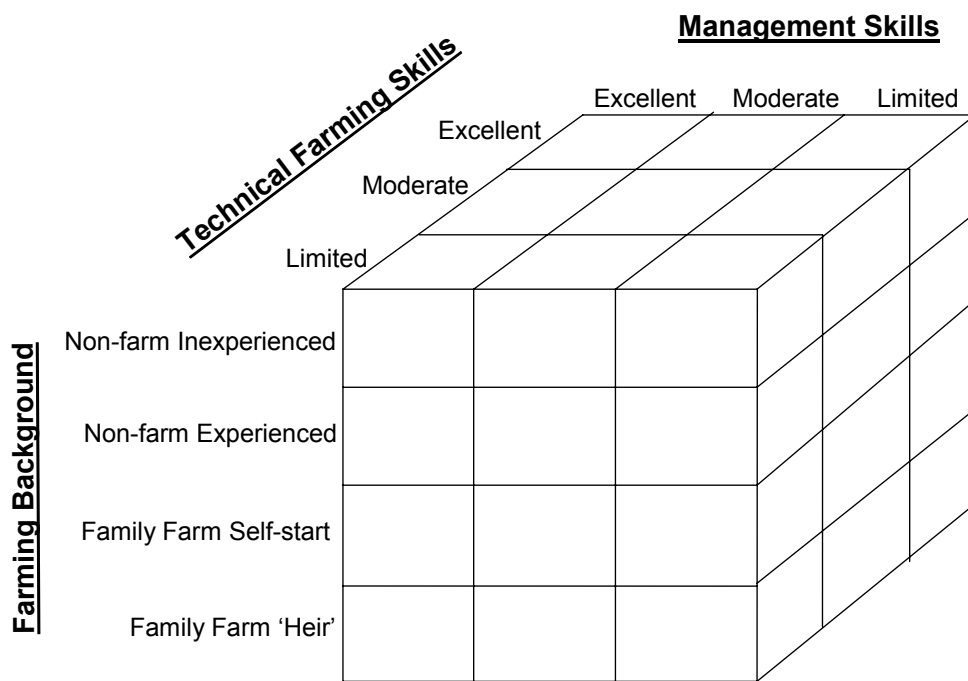 Management Skills
Technical Farming Skills
Excellent
Moderate
Limited
Excellent
Moderate
Limited
Farming Background
Non-farm Inexperienced
Non-farm Experienced
Family Farm Self-start
Family Farm ‘Heir’